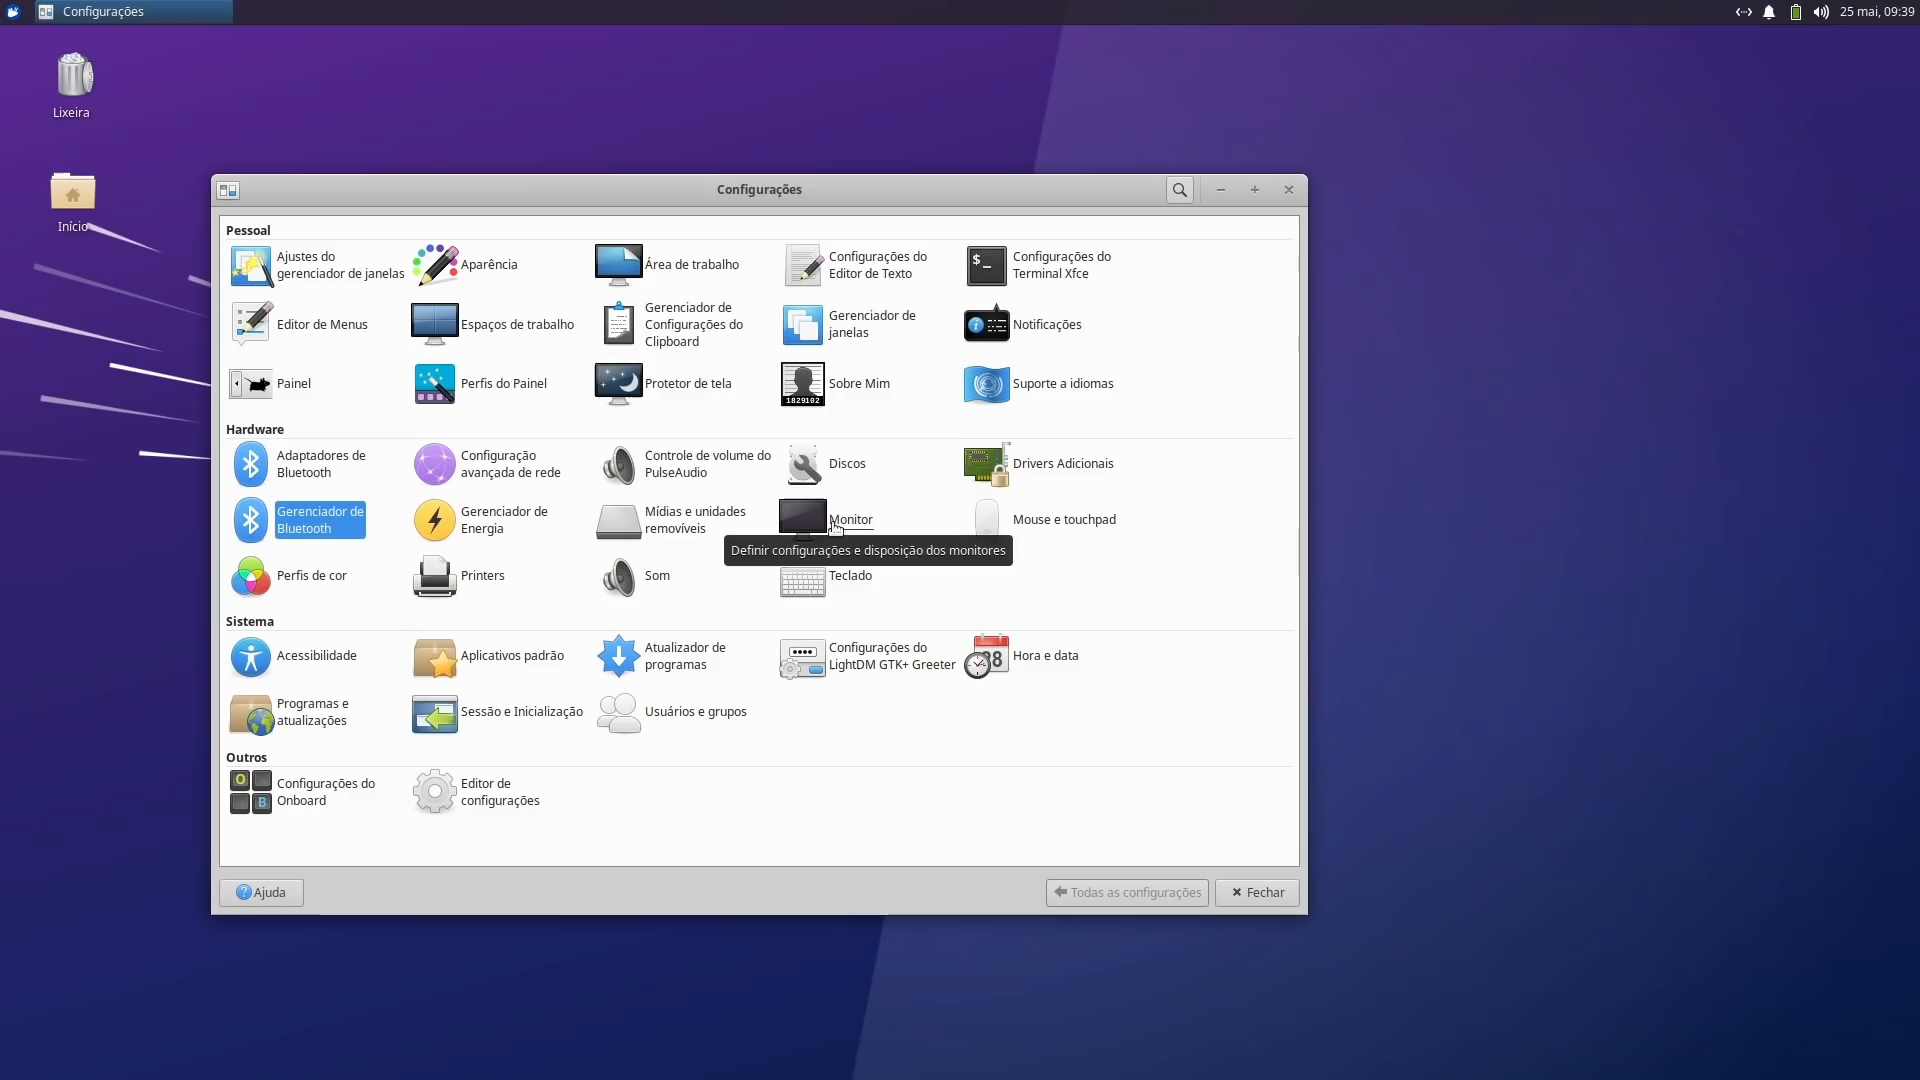 Configurações
25 mai, 09:39
Lixeira
Início
Configurações
Pessoal
Ajustes do
gerenciador de janelas
Aparência
Área de trabalho
Configurações do
Editor de Texto
Configurações do
Terminal Xfce
Editor de Menus
Espaços de trabalho
Gerenciador de
Configurações do
Clipboard
Gerenciador de
janelas
Notificações
Painel
Perfis do Painel
Protetor de tela
1829102
Sobre Mim
Suporte a idiomas
Hardware
Adaptadores de
Bluetooth
Configuração
avançada de rede
Controle de volume do
PulseAudio
Discos
Drivers Adicionais
Gerenciador de
Bluetooth
Gerenciador de
Energia
Mídias e unidades
removíveis
Monitor
Mouse e touchpad
Definir configurações e disposição dos monitores
Perfis de cor
Printers
Som
Teclado
Sistema
Acessibilidade
Aplicativos padrão
Atualizador de
programas
Configurações do
LightDM GTK+ Greeter
Hora e data
Programas e
atualizações
Sessão e Inicialização
Usuários e grupos
Outros
Configurações do
Onboard
Editor de
configurações
Ajuda
Todas as configurações
Fechar